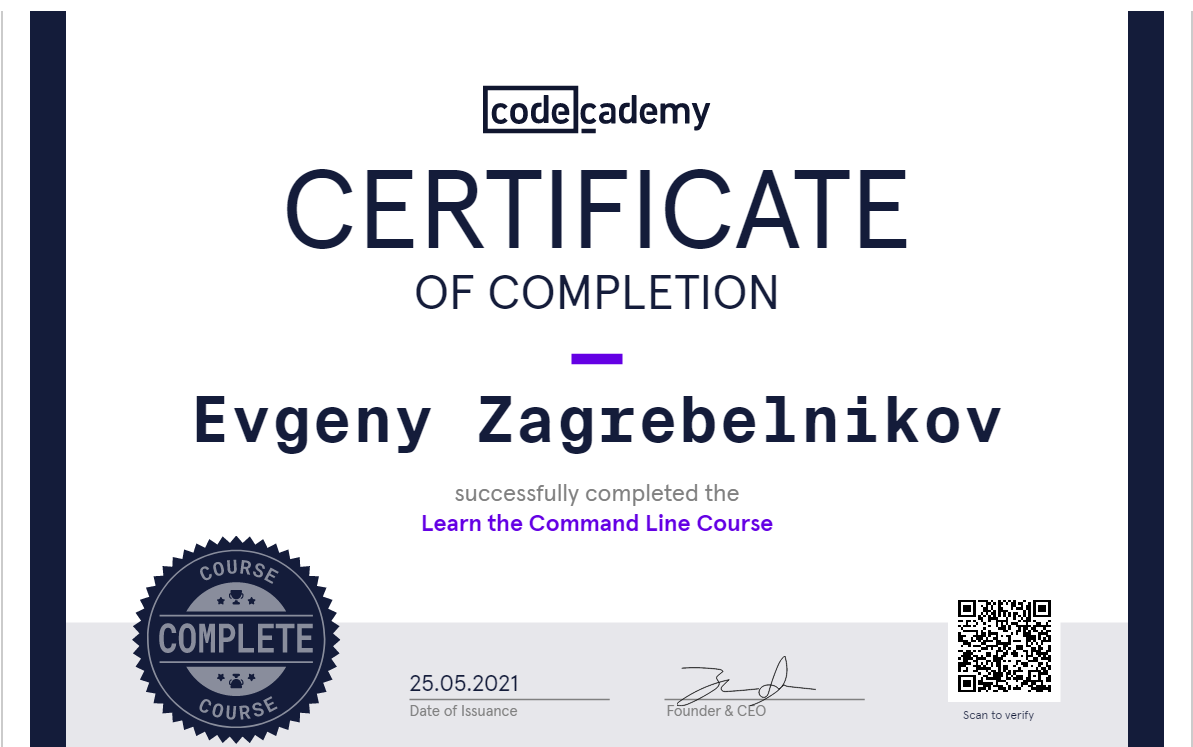 codecademy
CERTIFICATE
OF COMPLETION
Evgeny Zagrebelnikov
successfully completed the
Learn the Command Line Course
COURSE
COMPLETE
COURSE
25.05.2021
Date of Issuance
Founder & CEO
Scan to verify